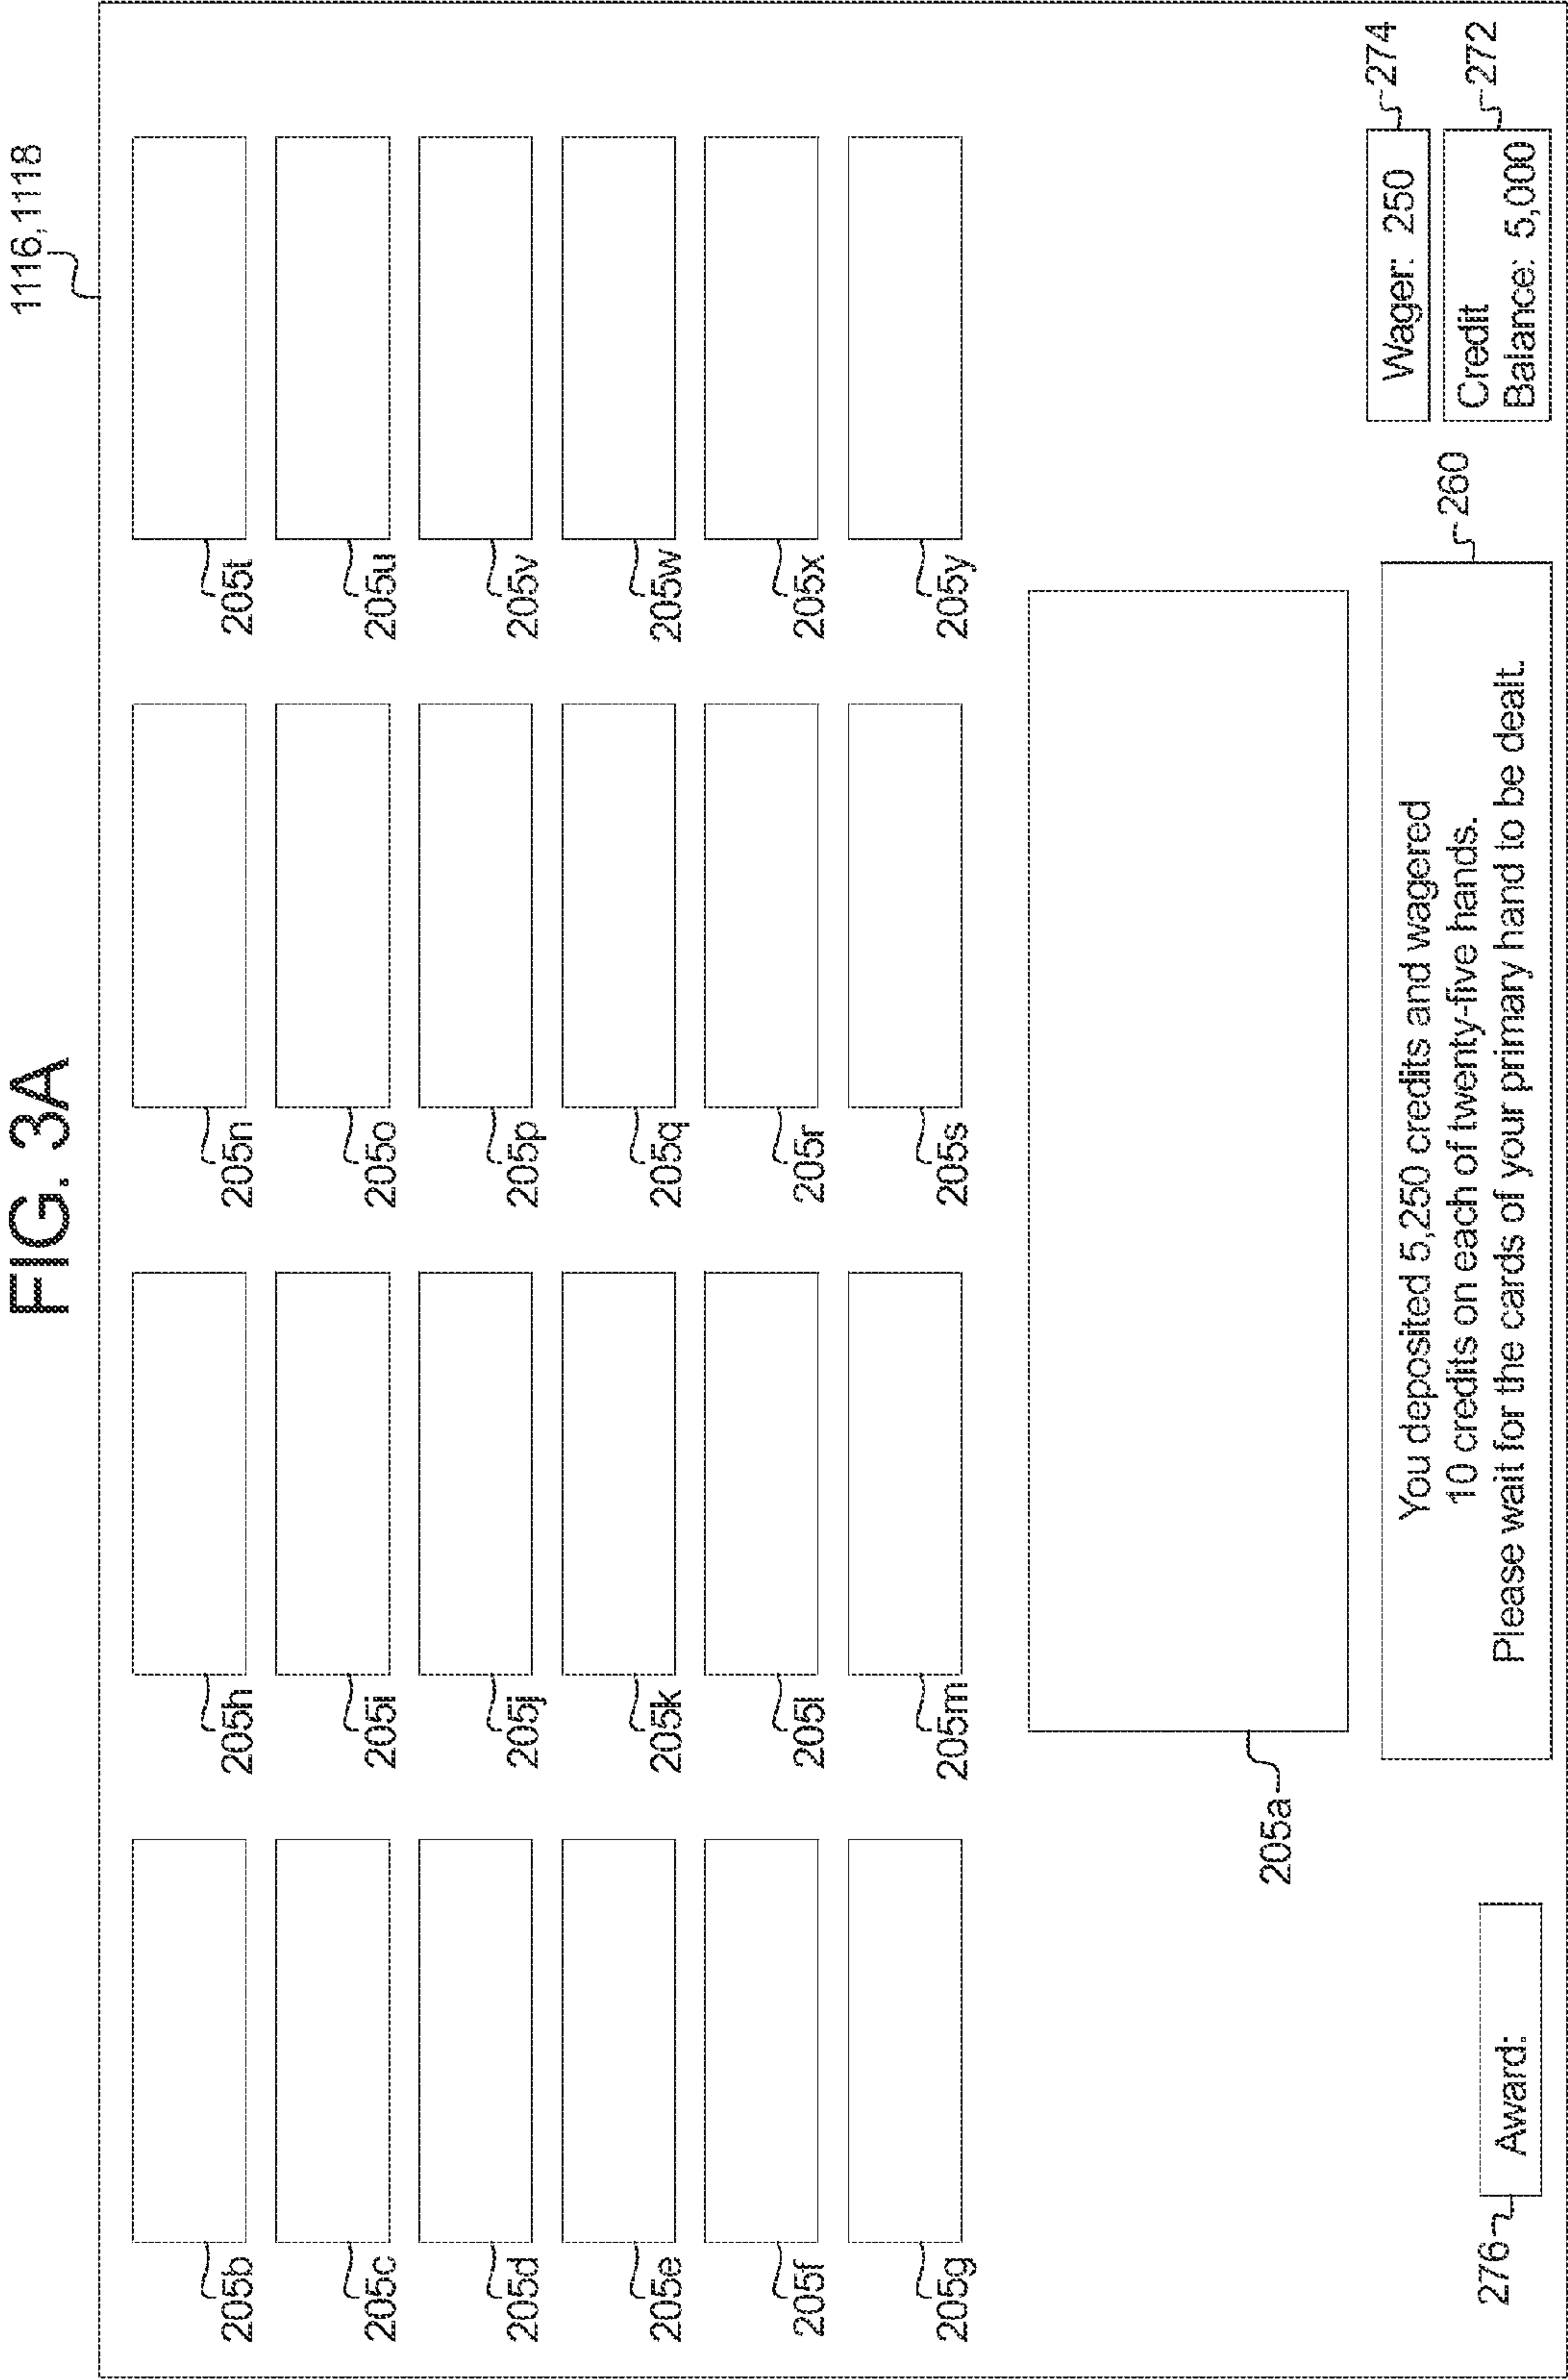 FIG. 3A
1116,1118
205b
205h
205n
205t
205c
205i
205o
205u
205d
205j
205p
205v
205e
205k
205q
205w
205f
205l
205r
205x
205g
205m
205s
205y
205a
276
Award:
You deposited 5,250 credits and wagered
10 credits on each of twenty-five hands.
Please wait for the cards of your primary hand to be dealt.
260
Wager: 250
274
Credit
Balance: 5,000
272